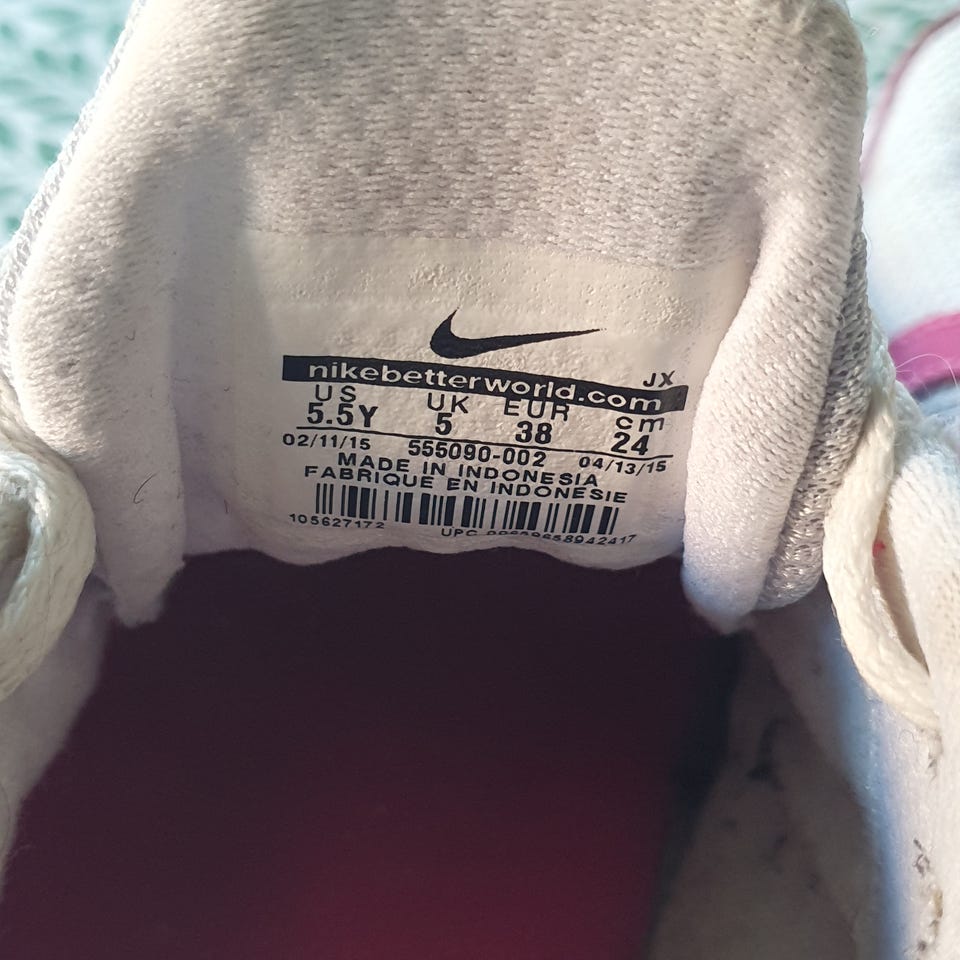 nikebetterworld.com JX
US UK EUR cm
5.5Y 5 38 24
02/11/15 555090-002 04/13/15
MADE IN INDONESIA
FABRIQUE EN INDONESIE
105627172 UPC